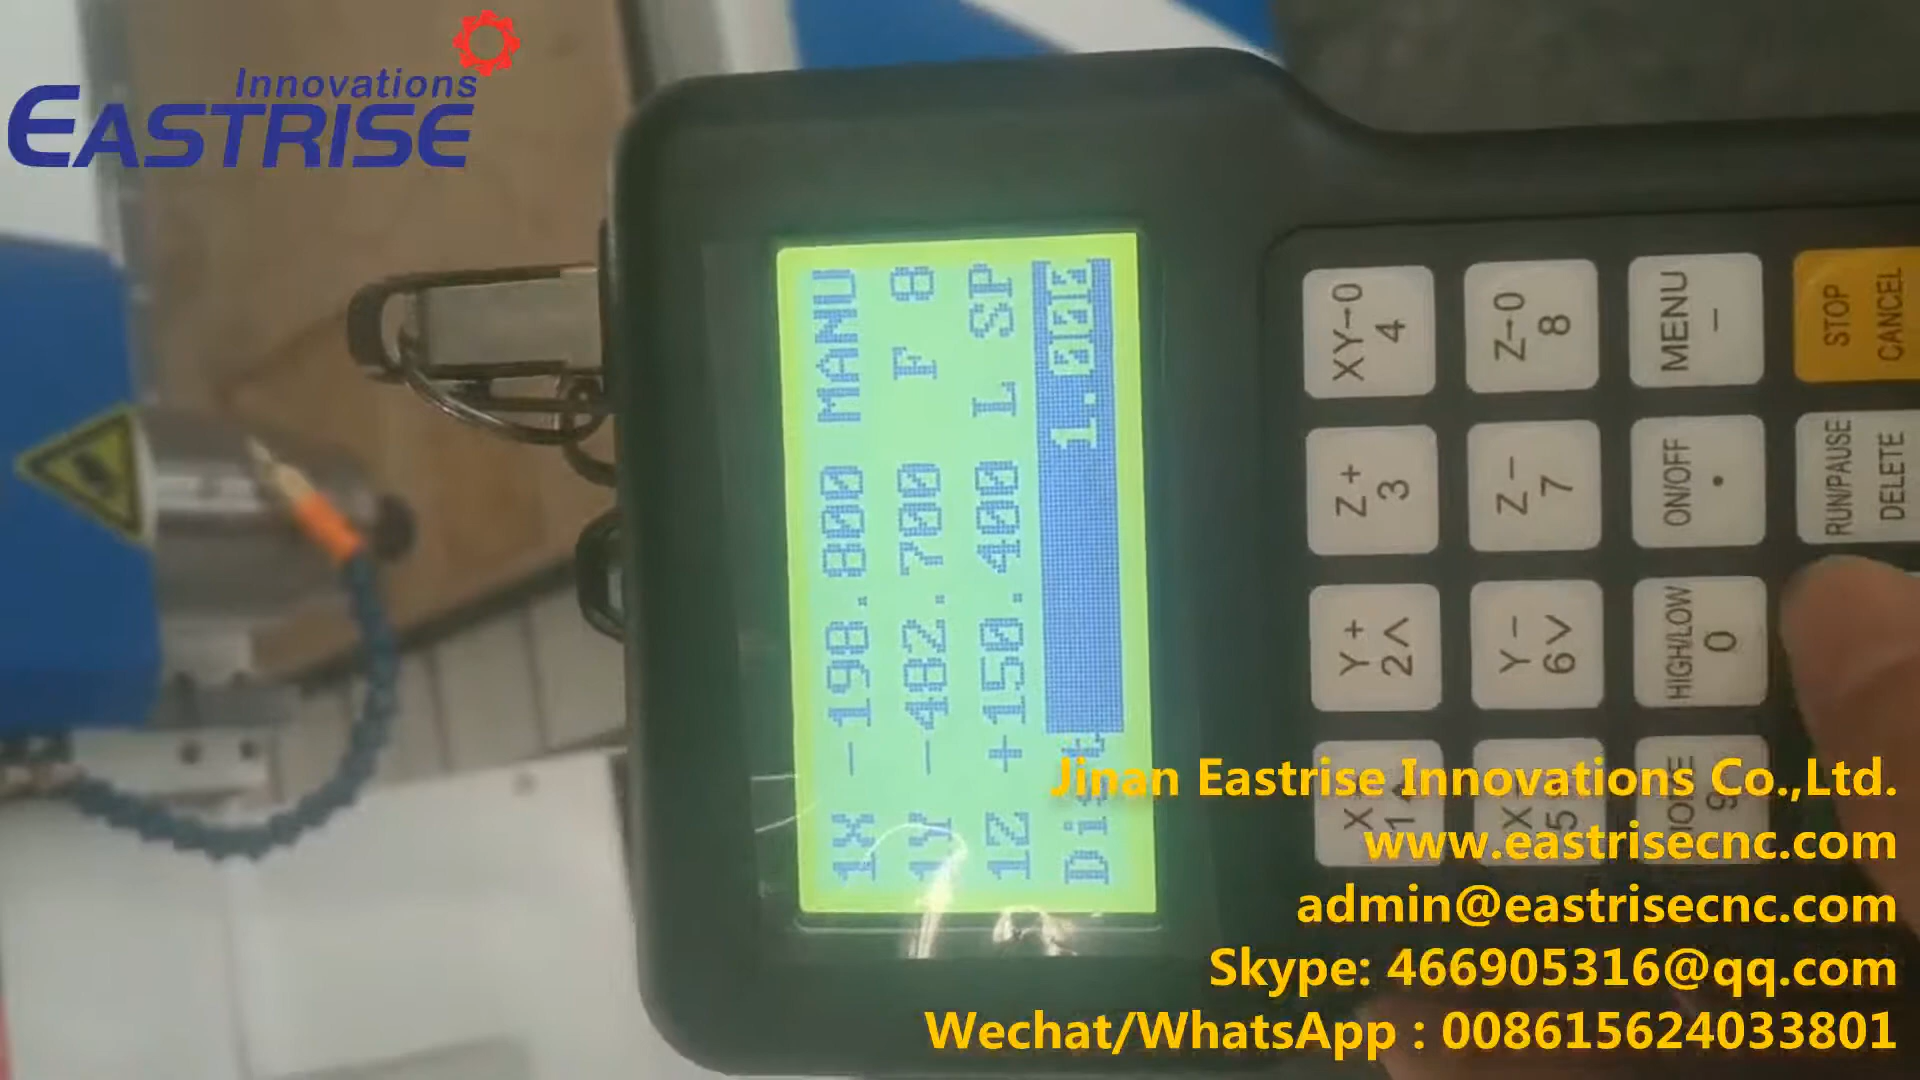 Innovations
EASTRISE
1X -198.800 MANU
1Y -482.700 F 8
1Z +150.400 L SP
Dist 1.000
XY-0
4
Z-0
8
MENU
-
STOP
CANCEL
Z+
3
Z-
7
ON/OFF
•
RUN/PAUSE
DELETE
Y+
2∧
Y-
6∨
HIGH/LOW
0
Jinan Eastrise Innovations Co.,Ltd.
www.eastrisecnc.com
admin@eastrisecnc.com
Skype: 466905316@qq.com
Wechat/WhatsApp : 008615624033801